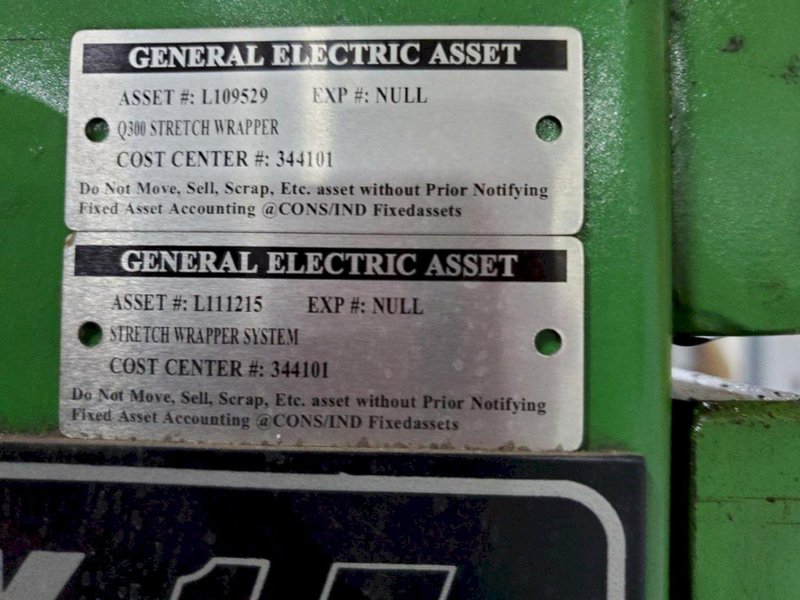 GENERAL ELECTRIC ASSET
ASSET #: L109529 EXP #: NULL
Q300 STRETCH WRAPPER
COST CENTER #: 344101
Do Not Move, Sell, Scrap, Etc. asset without Prior Notifying
Fixed Asset Accounting @CONS/IND Fixedassets
GENERAL ELECTRIC ASSET
ASSET #: L111215 EXP #: NULL
STRETCH WRAPPER SYSTEM
COST CENTER #: 344101
Do Not Move, Sell, Scrap, Etc. asset without Prior Notifying
Fixed Asset Accounting @CONS/IND Fixedassets